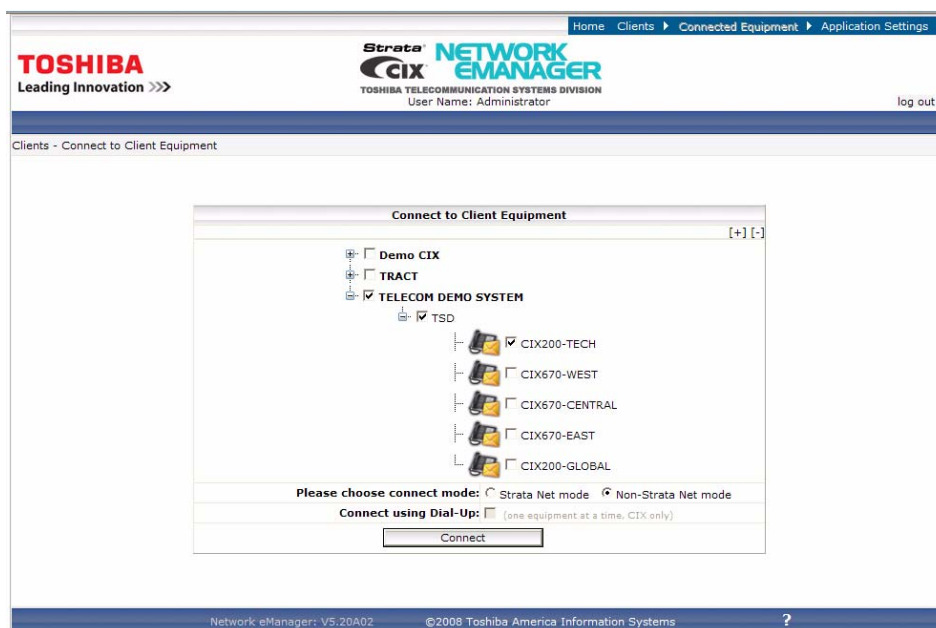 Home Clients Connected Equipment Application Settings
TOSHIBA
Leading Innovation >>>
Strata CIX NETWORK EMANAGER
TOSHIBA TELECOMMUNICATION SYSTEMS DIVISION
User Name: Administrator
log out
Clients - Connect to Client Equipment
Connect to Client Equipment
[+] [-]
Demo CIX
TRACT
TELECOM DEMO SYSTEM
TSD
CIX200-TECH
CIX670-WEST
CIX670-CENTRAL
CIX670-EAST
CIX200-GLOBAL
Please choose connect mode: Strata Net mode Non-Strata Net mode
Connect using Dial-Up: (one equipment at a time, CIX only)
Connect
Network eManager: V5.20A02 ©2008 Toshiba America Information Systems ?